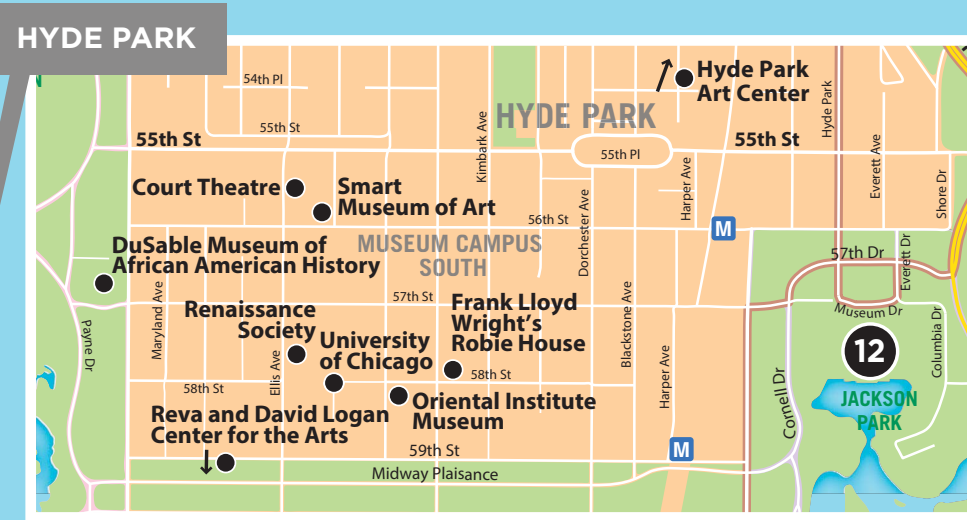 HYDE PARK
N
54th Pl
Hyde Park
Art Center
HYDE PARK
55th St
55th St
55th St
55th Pl
Kimbark Ave
Hyde Park
Everett Ave
Shore Dr
Harper Ave
Dorchester Ave
Court Theatre
Smart
Museum of Art
56th St
M
MUSEUM CAMPUS
SOUTH
DuSable Museum of
African American History
57th Dr
Everett Dr
57th St
Maryland Ave
Payne Dr
Renaissance
Society
Frank Lloyd
Wright's
Robie House
Blackstone Ave
Museum Dr
Columbia Dr
12
University
of Chicago
Ellis Ave
58th St
58th St
Harper Ave
Cornell Dr
JACKSON
PARK
Oriental Institute
Museum
Reva and David Logan
Center for the Arts
59th St
M
Midway Plaisance